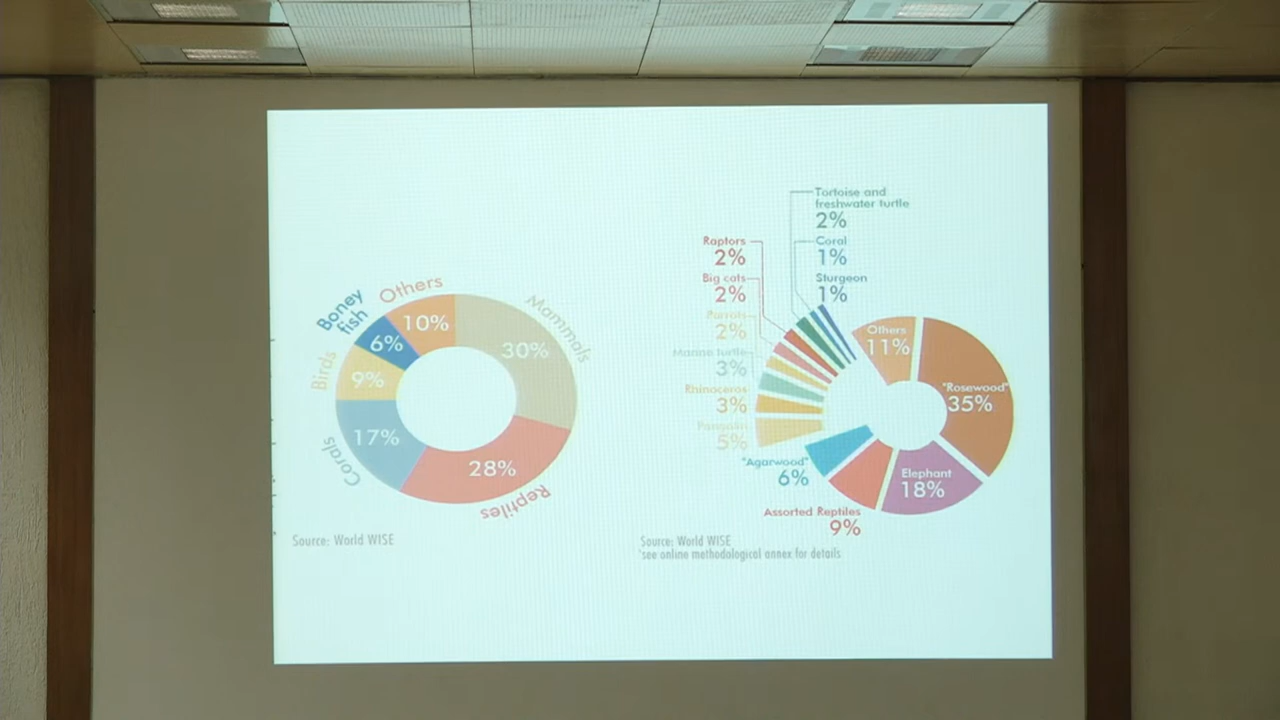 Others
10%
Boney
fish
6%
Birds
9%
Corals
17%
Mammals
30%
28%
Reptiles
Source: World WISE
Tortoise and
freshwater turtle
2%
Coral
1%
Sturgeon
1%
Raptors
2%
Big cats
2%
Parrots
2%
Marine turtle
3%
Rhinoceros
3%
Pangolin
5%
"Agarwood"
6%
Assorted Reptiles
9%
Others
11%
"Rosewood"
35%
Elephant
18%
Source: World WISE
*see online methodological annex for details